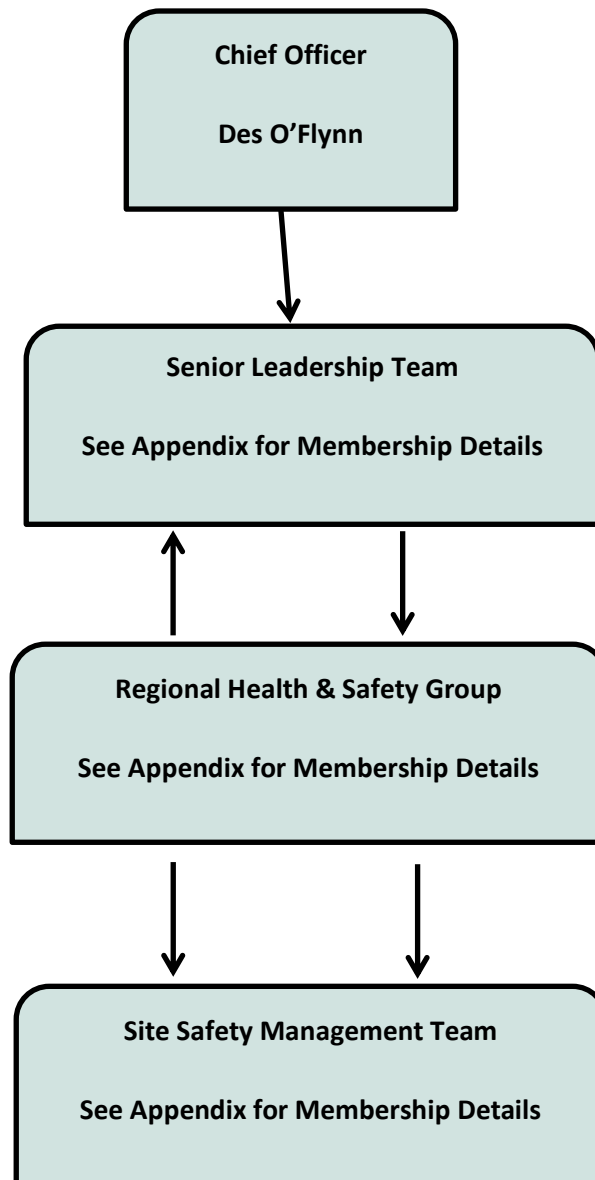 Chief Officer
Des O’Flynn
Senior Leadership Team
See Appendix for Membership Details
Regional Health & Safety Group
See Appendix for Membership Details
Site Safety Management Team
See Appendix for Membership Details